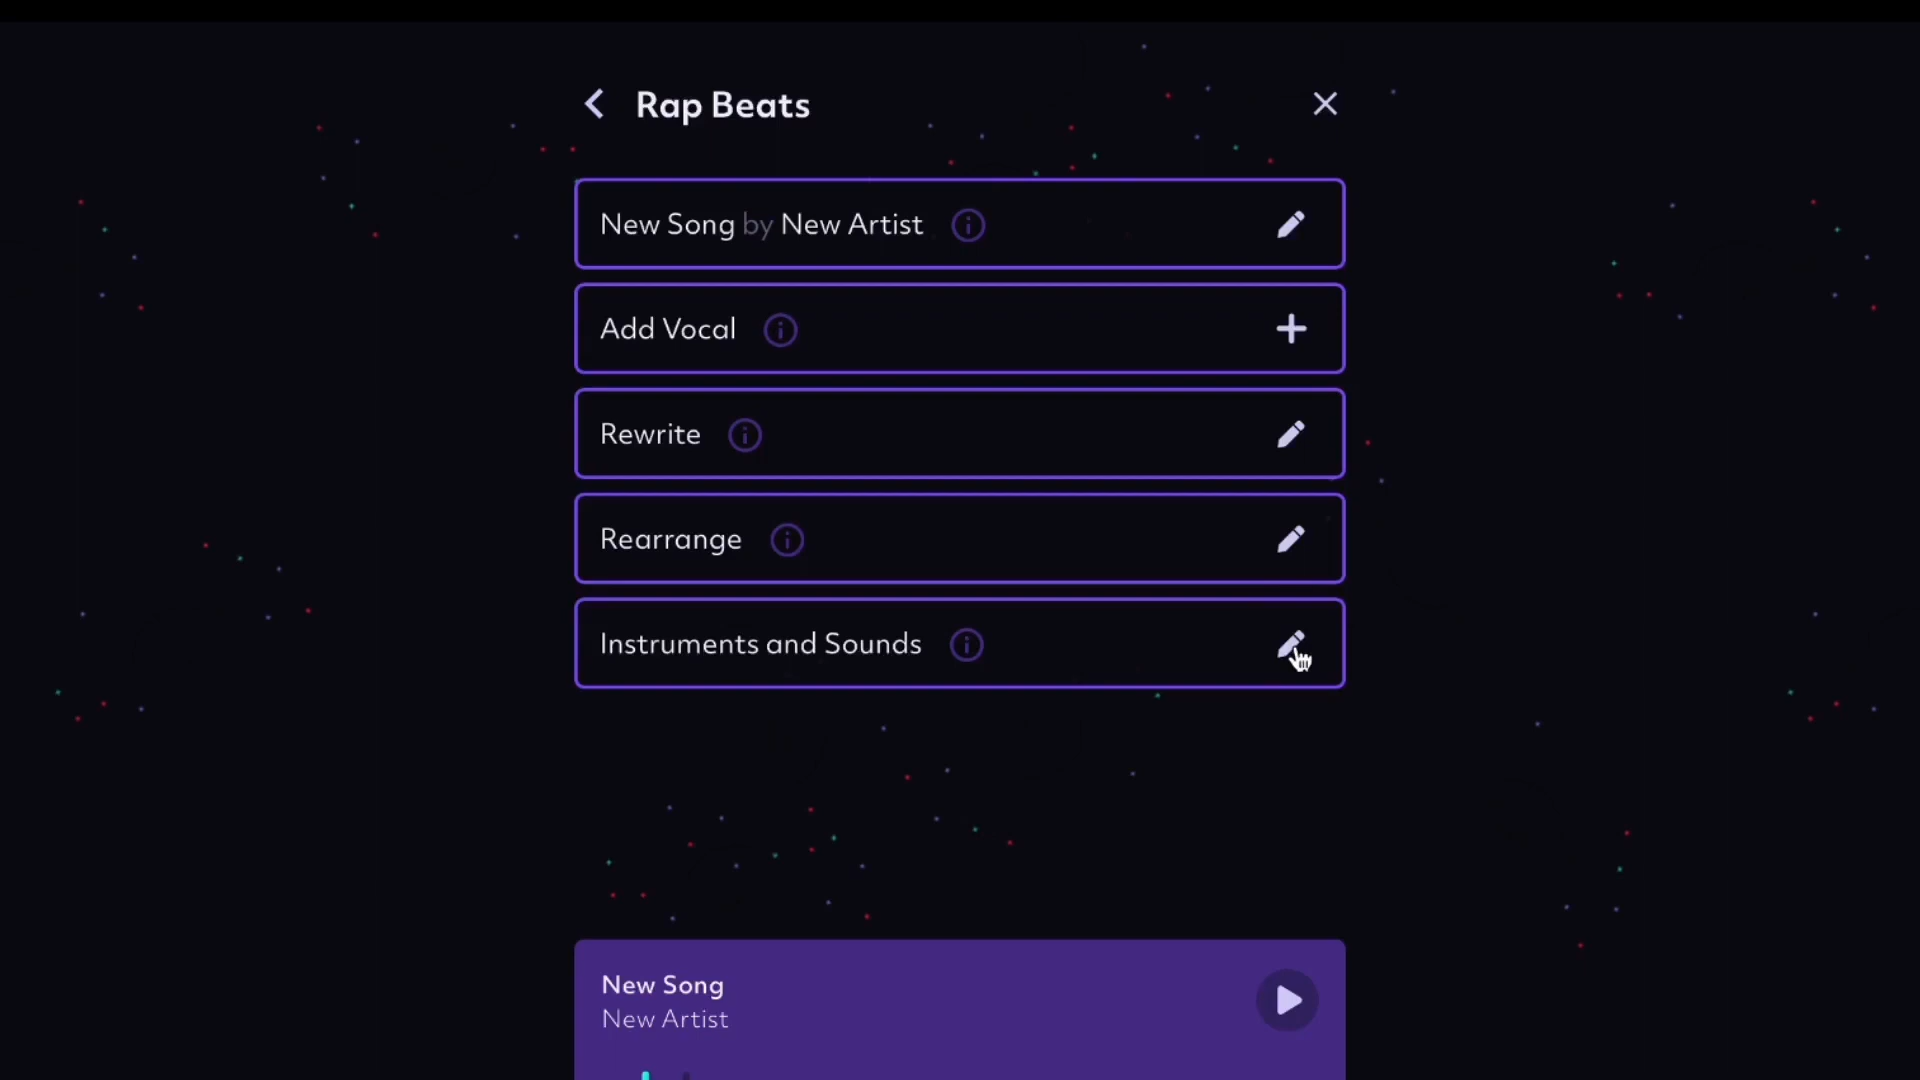 Rap Beats
New Song by New Artist
Add Vocal
Rewrite
Rearrange
Instruments and Sounds
New Song
New Artist